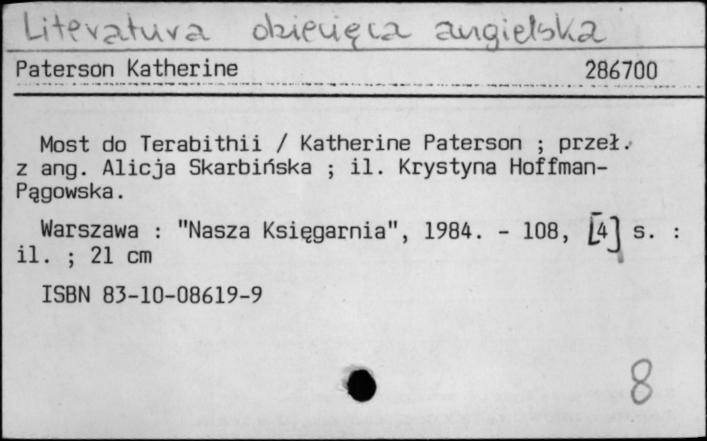 Literatura dziecięca angielska
Paterson Katherine 286700
Most do Terabithii / Katherine Paterson ; przeł.
z ang. Alicja Skarbińska ; il. Krystyna Hoffman-
Pągowska.
Warszawa : "Nasza Księgarnia", 1984. - 108, [4] s. :
il. ; 21 cm
ISBN 83-10-08619-9
8